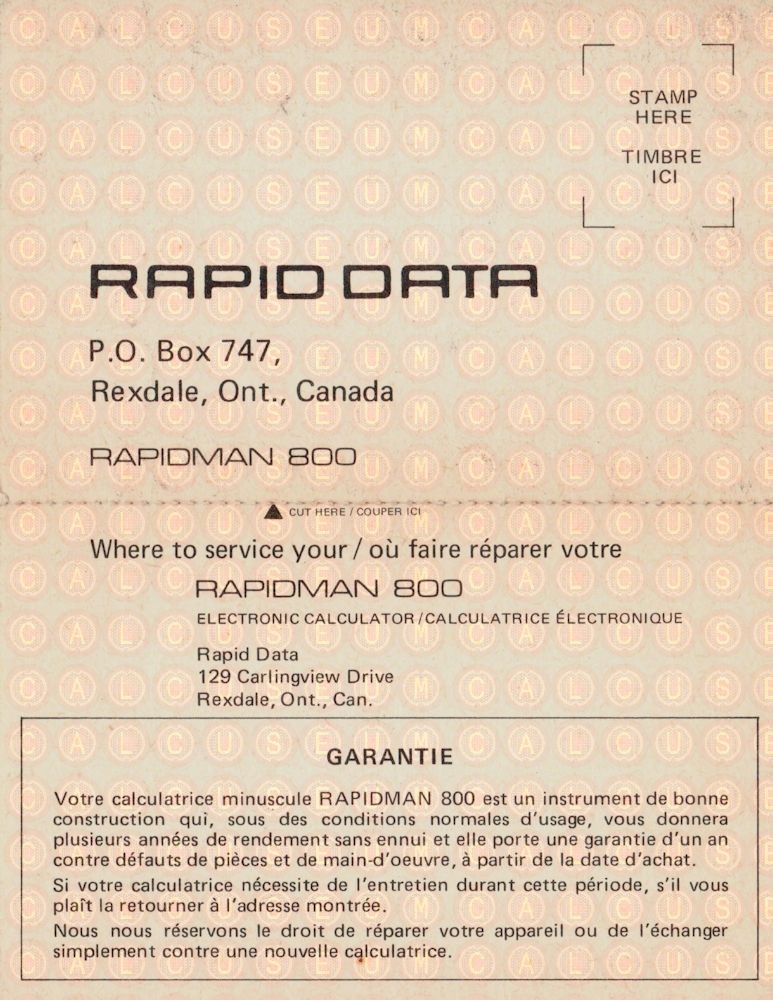 STAMP
HERE
TIMBRE
ICI
RAPID DATA
P.O. Box 747,
Rexdale, Ont., Canada
RAPIDMAN 800
▲ CUT HERE / COUPER ICI
Where to service your / où faire réparer votre
RAPIDMAN 800
ELECTRONIC CALCULATOR / CALCULATRICE ÉLECTRONIQUE
Rapid Data
129 Carlingview Drive
Rexdale, Ont., Can.
GARANTIE
Votre calculatrice minuscule RAPIDMAN 800 est un instrument de bonne
construction qui, sous des conditions normales d'usage, vous donnera
plusieurs années de rendement sans ennui et elle porte une garantie d'un an
contre défauts de pièces et de main-d'oeuvre, à partir de la date d'achat.
Si votre calculatrice nécessite de l'entretien durant cette période, s'il vous
plaît la retourner à l'adresse montrée.
Nous nous réservons le droit de réparer votre appareil ou de l'échanger
simplement contre une nouvelle calculatrice.
CALCUSEUM